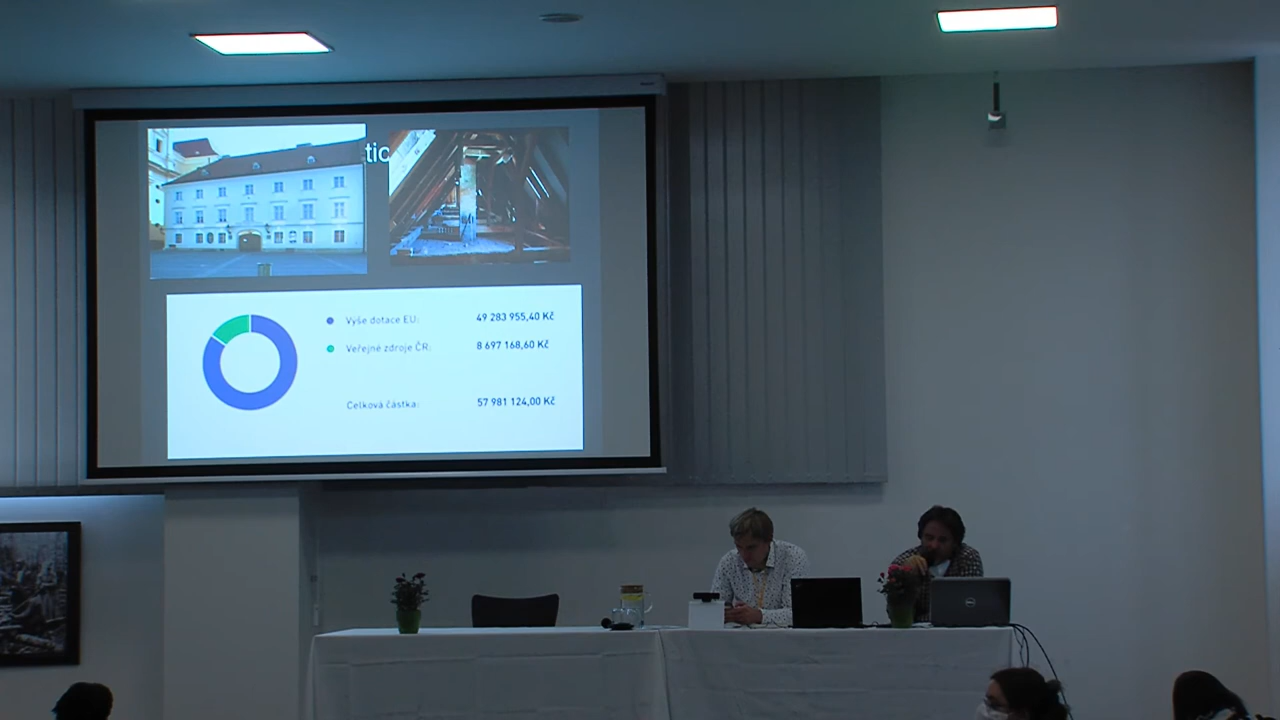 tic
Výše dotace EU: 49 283 955,40 Kč
Veřejné zdroje ČR: 8 697 168,60 Kč
Celková částka: 57 981 124,00 Kč
DELL